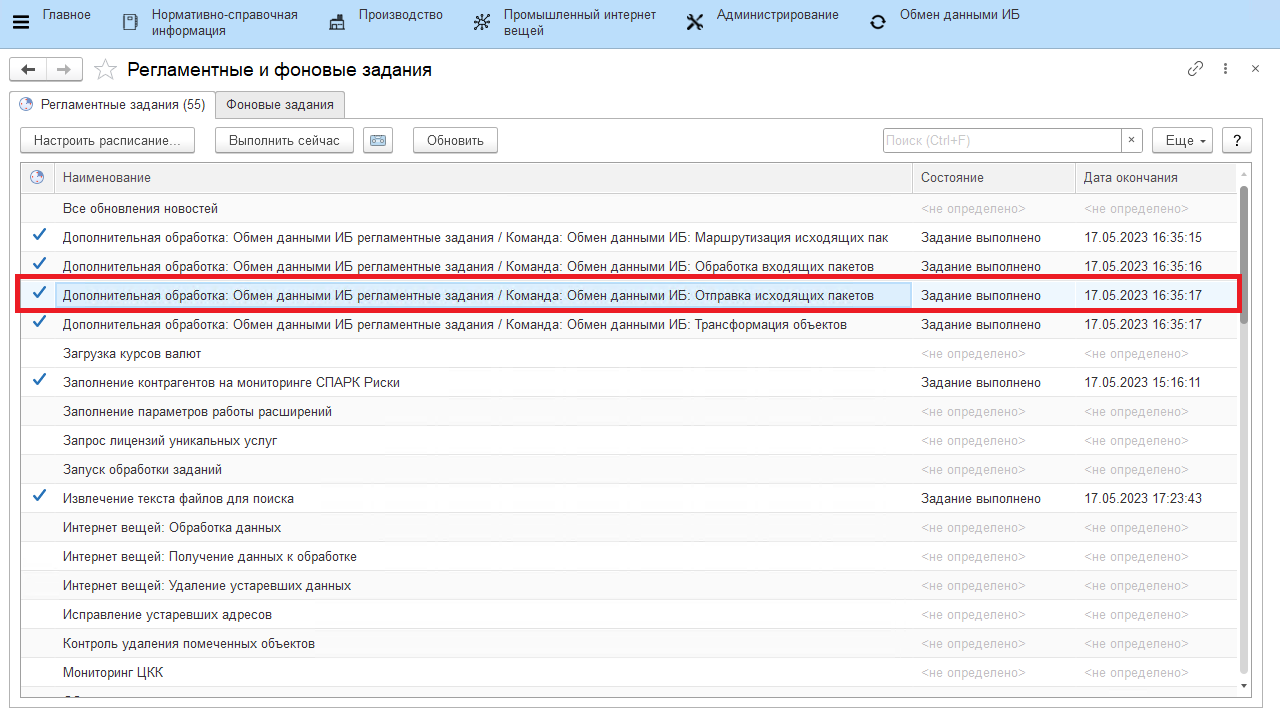 Главное
Нормативно-справочная
информация
Производство
Промышленный интернет
вещей
Администрирование
Обмен данными ИБ
Регламентные и фоновые задания
Регламентные задания (55)
Фоновые задания
Настроить расписание...
Выполнить сейчас
Обновить
Поиск (Ctrl+F)
×
Еще
?
Наименование Состояние Дата окончания
Все обновления новостей <не определено> <не определено>
Дополнительная обработка: Обмен данными ИБ регламентные задания / Команда: Обмен данными ИБ: Маршрутизация исходящих пак Задание выполнено 17.05.2023 16:35:15
Дополнительная обработка: Обмен данными ИБ регламентные задания / Команда: Обмен данными ИБ: Обработка входящих пакетов Задание выполнено 17.05.2023 16:35:16
Дополнительная обработка: Обмен данными ИБ регламентные задания / Команда: Обмен данными ИБ: Отправка исходящих пакетов Задание выполнено 17.05.2023 16:35:17
Дополнительная обработка: Обмен данными ИБ регламентные задания / Команда: Обмен данными ИБ: Трансформация объектов Задание выполнено 17.05.2023 16:35:17
Загрузка курсов валют <не определено> <не определено>
Заполнение контрагентов на мониторинге СПАРК Риски Задание выполнено 17.05.2023 15:16:11
Заполнение параметров работы расширений <не определено> <не определено>
Запрос лицензий уникальных услуг <не определено> <не определено>
Запуск обработки заданий <не определено> <не определено>
Извлечение текста файлов для поиска Задание выполнено 17.05.2023 17:23:43
Интернет вещей: Обработка данных <не определено> <не определено>
Интернет вещей: Получение данных к обработке <не определено> <не определено>
Интернет вещей: Удаление устаревших данных <не определено> <не определено>
Исправление устаревших адресов <не определено> <не определено>
Контроль удаления помеченных объектов <не определено> <не определено>
Мониторинг ЦКК <не определено> <не определено>